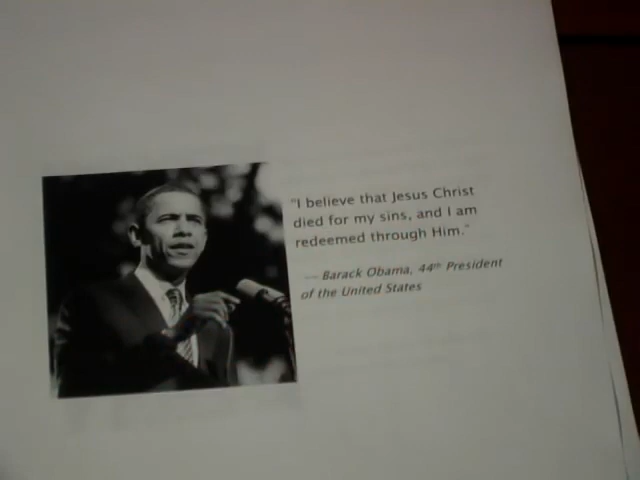 "I believe that Jesus Christ
died for my sins, and I am
redeemed through Him."
— Barack Obama, 44th President
of the United States